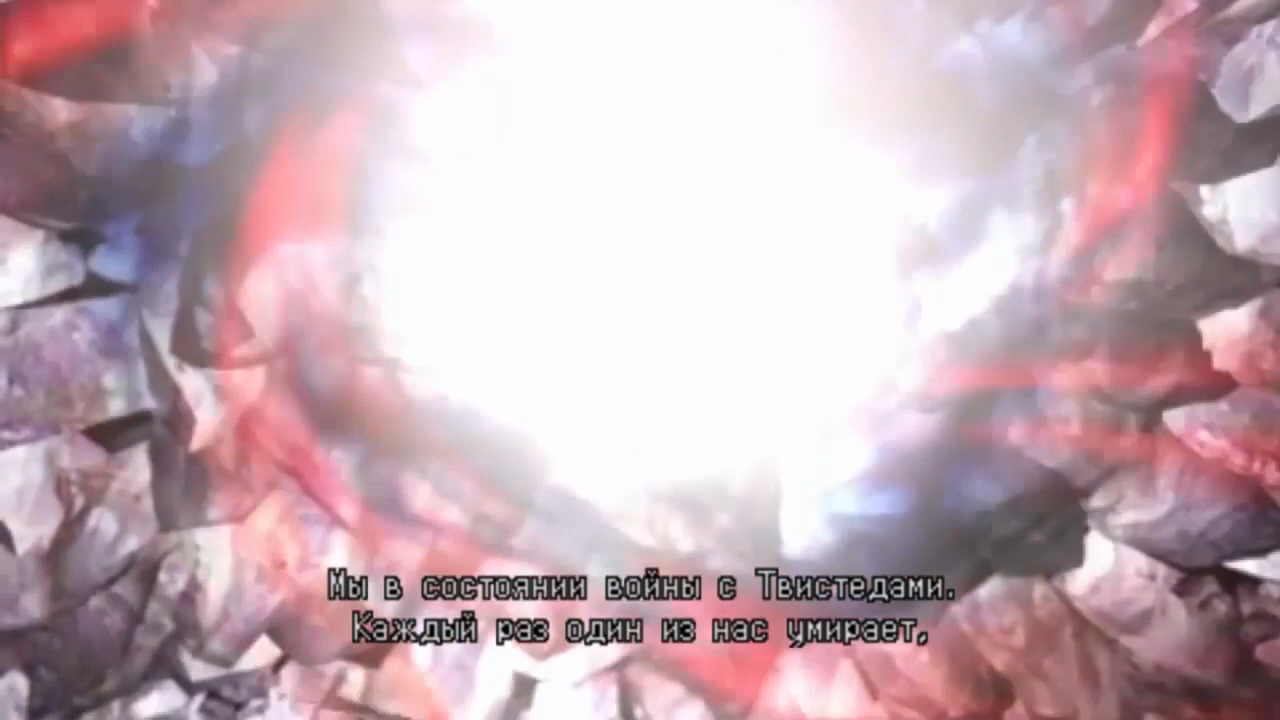 Мы в состоянии войны с Твистедами.
Каждый раз один из нас умирает,